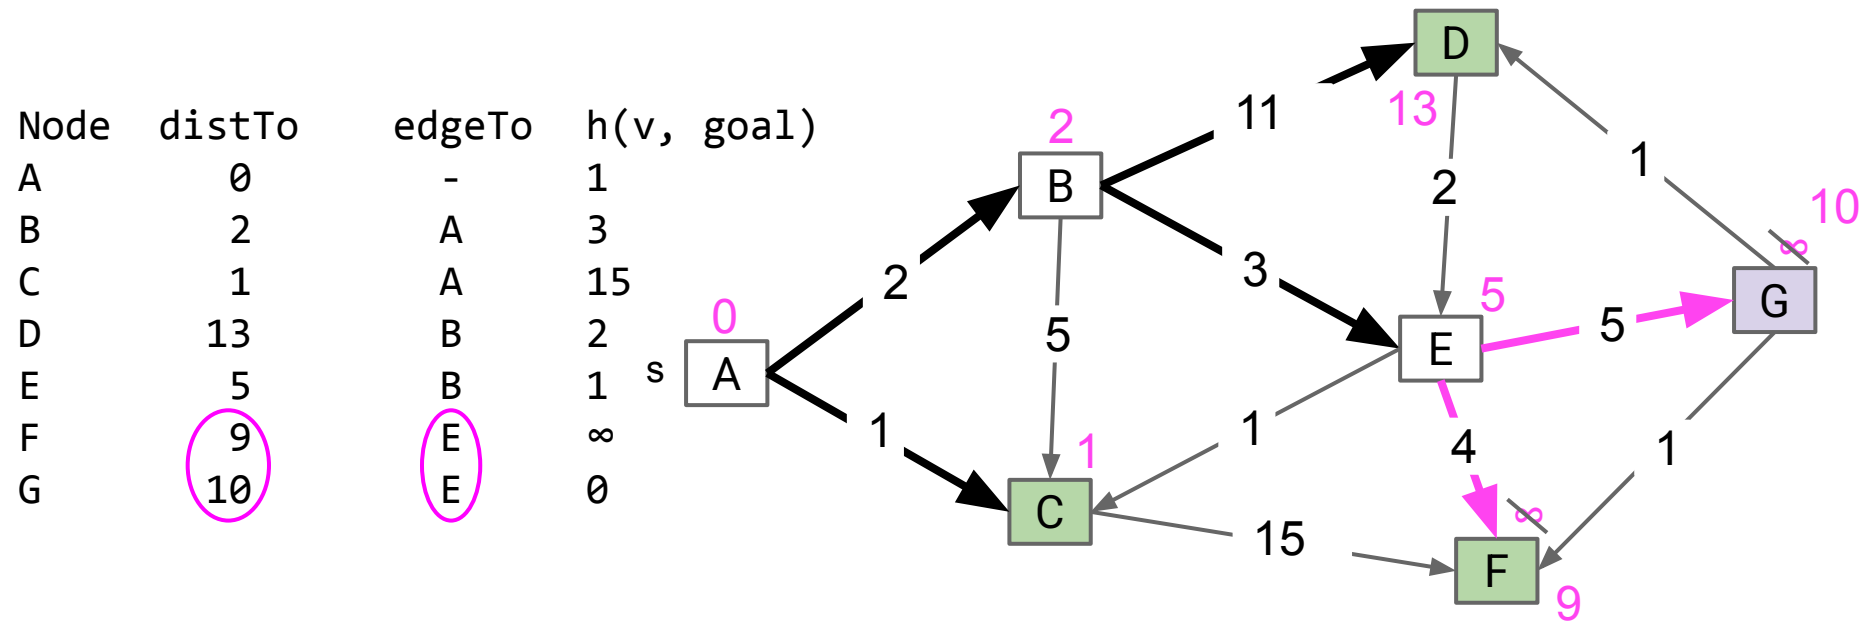 Node distTo edgeTo h(v, goal)
A 0 - 1
B 2 A 3
C 1 A 15
D 13 B 2
E 5 B 1
F 9 E ∞
G 10 E 0
D
13
11
2
B
1
2
10
∞
3
5
G
2
0
5
5
E
s
A
1
1
4
1
1
C
∞
15
F
9